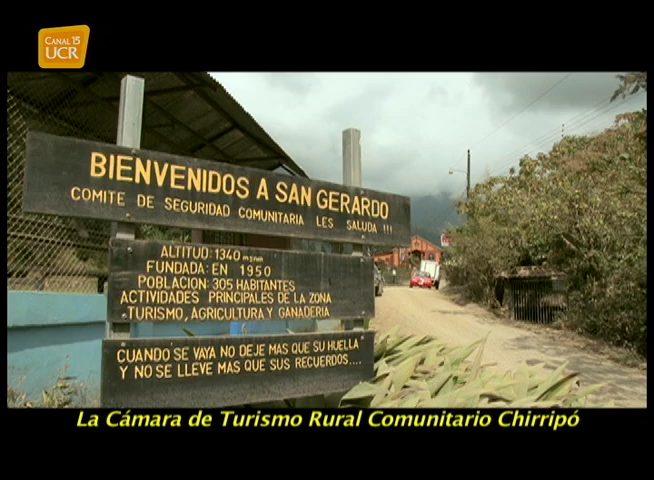 CANAL 15
UCR
BIENVENIDOS A SAN GERARDO
COMITE DE SEGURIDAD COMUNITARIA LES SALUDA !!!
ALTITUD: 1340 msnm
FUNDADA: EN 1950
POBLACION: 305 HABITANTES
ACTIVIDADES PRINCIPALES DE LA ZONA
TURISMO, AGRICULTURA Y GANADERIA
CUANDO SE VAYA NO DEJE MAS QUE SU HUELLA
Y NO SE LLEVE MAS QUE SUS RECUERDOS....
La Cámara de Turismo Rural Comunitario Chirripó